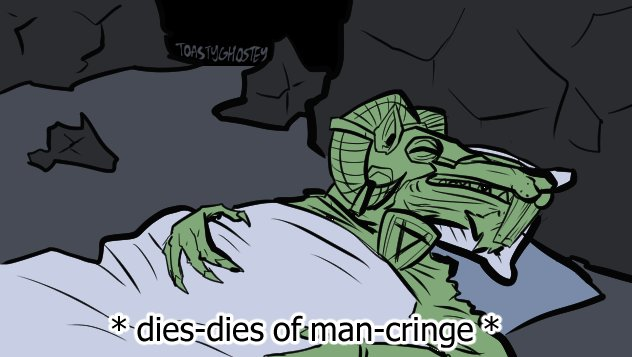 TOASTYGHOSTEY
* dies-dies of man-cringe *